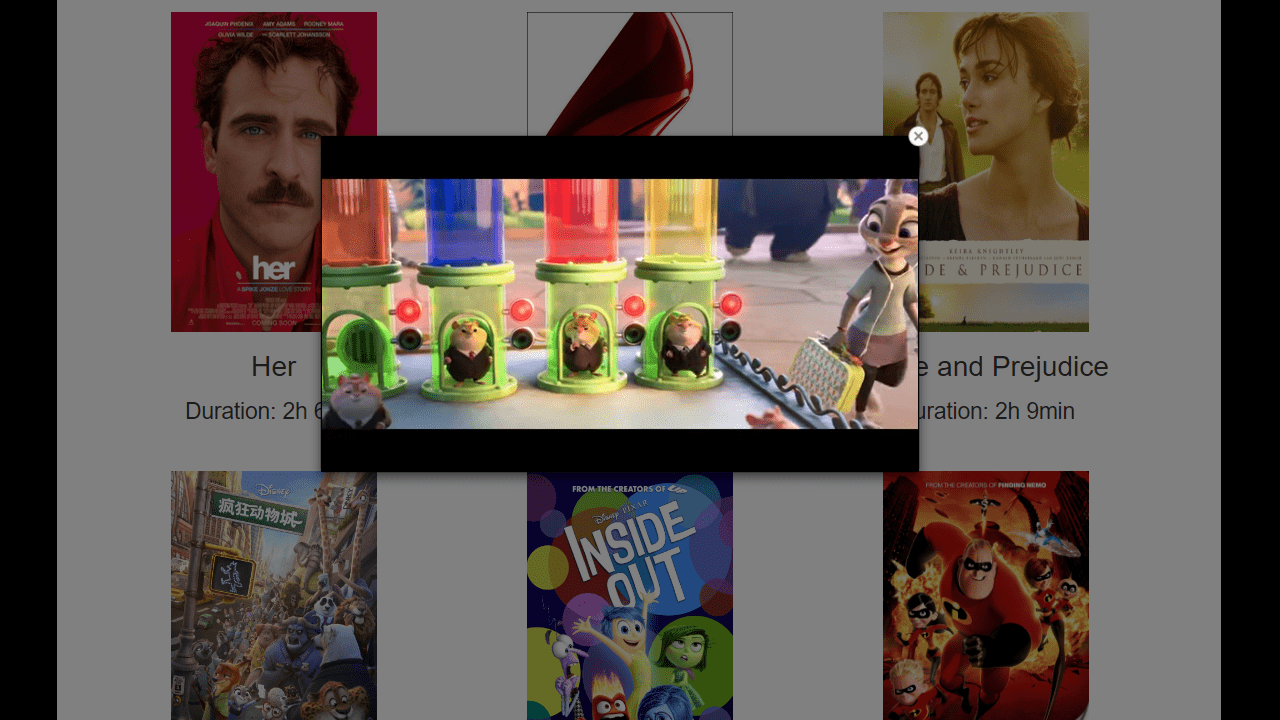 JOAQUIN PHOENIX AMY ADAMS ROONEY MARA
OLIVIA WILDE AND SCARLETT JOHANSSON
her
A SPIKE JONZE LOVE STORY
COMING SOON
KEIRA KNIGHTLEY
DE & PREJUDICE
Her
e and Prejudice
Duration: 2h 6
uration: 2h 9min
Disney
疯狂动物城
FROM THE CREATORS OF UP
Disney PIXAR
INSIDE
OUT
FROM THE CREATORS OF FINDING NEMO